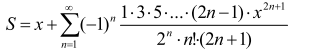 S = x + \sum_{n=1}^{\infty} (-1)^n \frac{1 \cdot 3 \cdot 5 \cdot ... \cdot (2n-1) \cdot x^{2n+1}}{2^n \cdot n! \cdot (2n+1)}